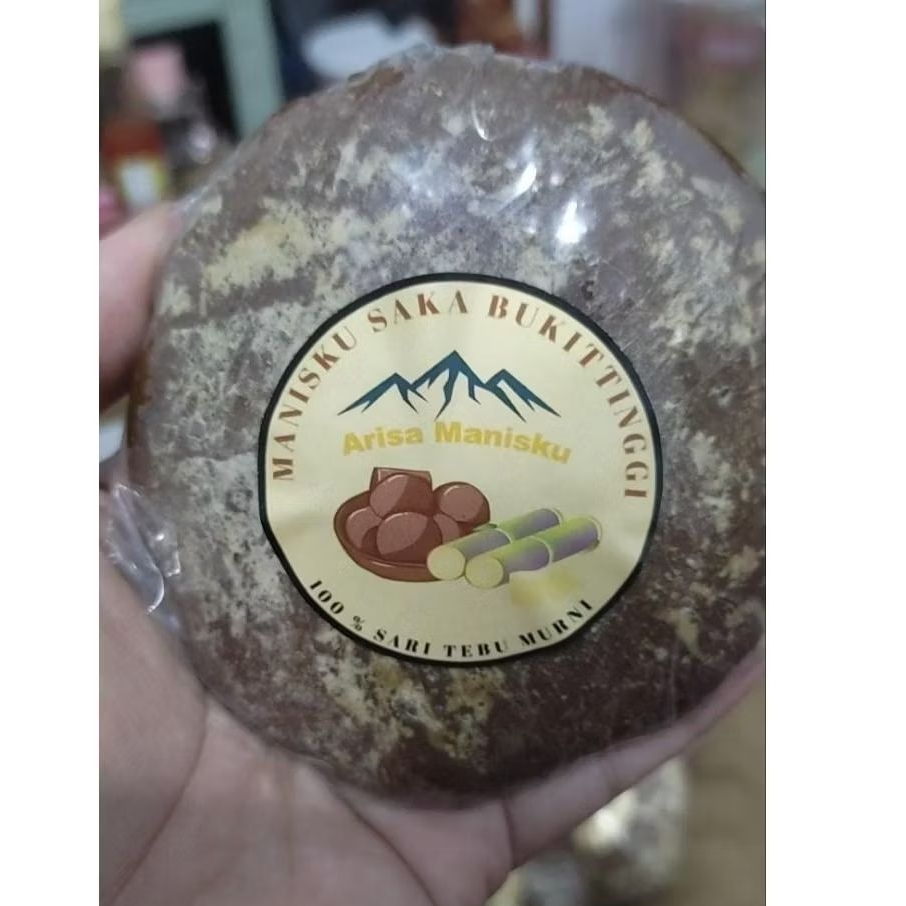 MANISKU SAKA BUKITTINGGI
Arisa Manisku
100 % SARI TEBU MURNI